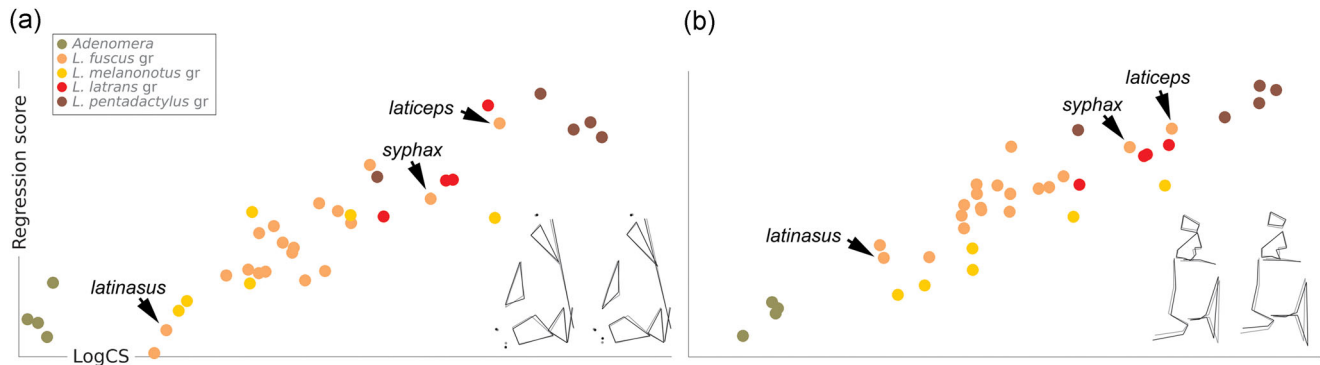 (a)
Adenomera
L. fuscus gr
L. melanonotus gr
L. latrans gr
L. pentadactylus gr
Regression score
laticeps
syphax
latinasus
LogCS
(b)
laticeps
syphax
latinasus